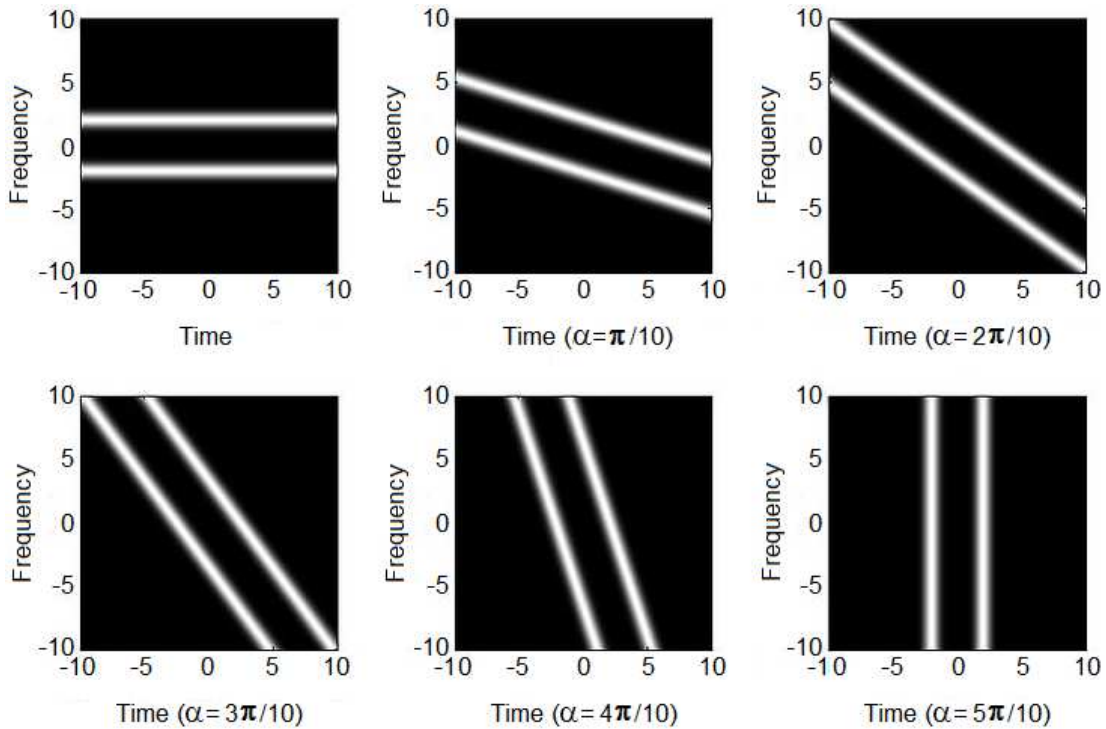 10
5
0
-5
-10
Frequency
-10 -5 0 5 10
Time
10
5
0
-5
-10
Frequency
-10 -5 0 5 10
Time (α=π/10)
10
5
0
-5
-10
Frequency
-10 -5 0 5 10
Time (α=2π/10)
10
5
0
-5
-10
Frequency
-10 -5 0 5 10
Time (α=3π/10)
10
5
0
-5
-10
Frequency
-10 -5 0 5 10
Time (α=4π/10)
10
5
0
-5
-10
Frequency
-10 -5 0 5 10
Time (α=5π/10)